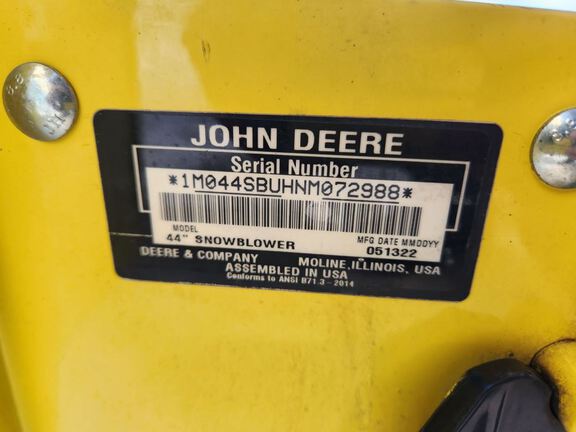 JOHN DEERE
Serial Number
*1M044SBUHNM072988*
MODEL MFG DATE MMDDYY
44" SNOWBLOWER 051322
DEERE & COMPANY MOLINE, ILLINOIS, USA
ASSEMBLED IN USA
Conforms to ANSI B71.3-2014